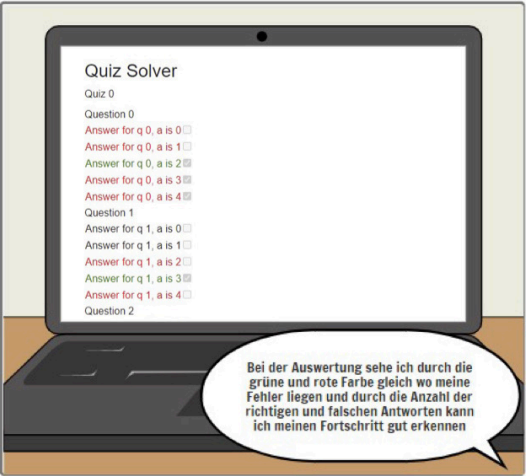 Quiz Solver
Quiz 0
Question 0
Answer for q 0, a is 0
Answer for q 0, a is 1
Answer for q 0, a is 2
Answer for q 0, a is 3
Answer for q 0, a is 4
Question 1
Answer for q 1, a is 0
Answer for q 1, a is 1
Answer for q 1, a is 2
Answer for q 1, a is 3
Answer for q 1, a is 4
Question 2
Bei der Auswertung sehe ich durch die
grüne und rote Farbe gleich wo meine
Fehler liegen und durch die Anzahl der
richtigen und falschen Antworten kann
ich meinen Fortschritt gut erkennen